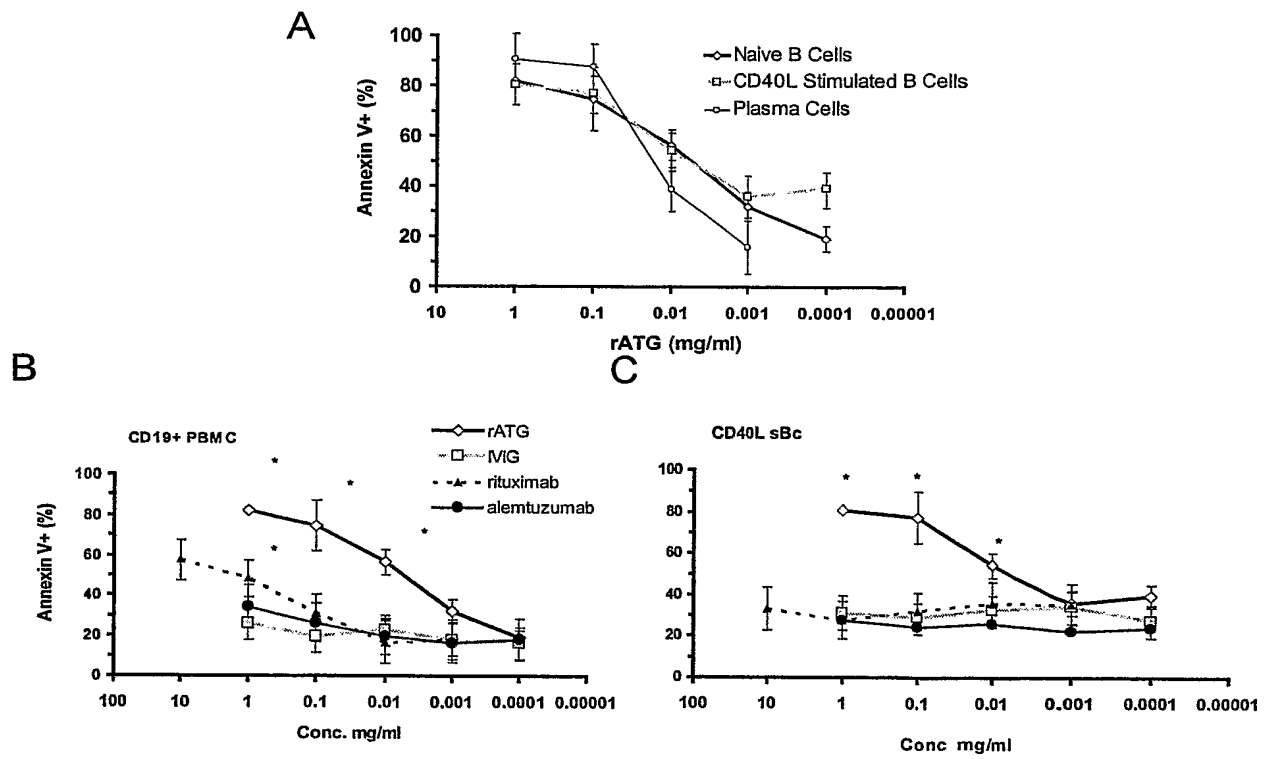 A
100
80
60
40
20
0
Annexin V+ (%)
Naive B Cells
CD40L Stimulated B Cells
Plasma Cells
10 1 0.1 0.01 0.001 0.0001 0.00001
rATG (mg/ml)
B
CD19+ PBMC
rATG
IVIG
rituximab
alemtuzumab
* * * *
100
80
60
40
20
0
Annexin V+ (%)
100 10 1 0.1 0.01 0.001 0.0001 0.00001
Conc. mg/ml
C
CD40L sBc
* * *
100
80
60
40
20
0
100 10 1 0.1 0.01 0.001 0.0001 0.00001
Conc mg/ml